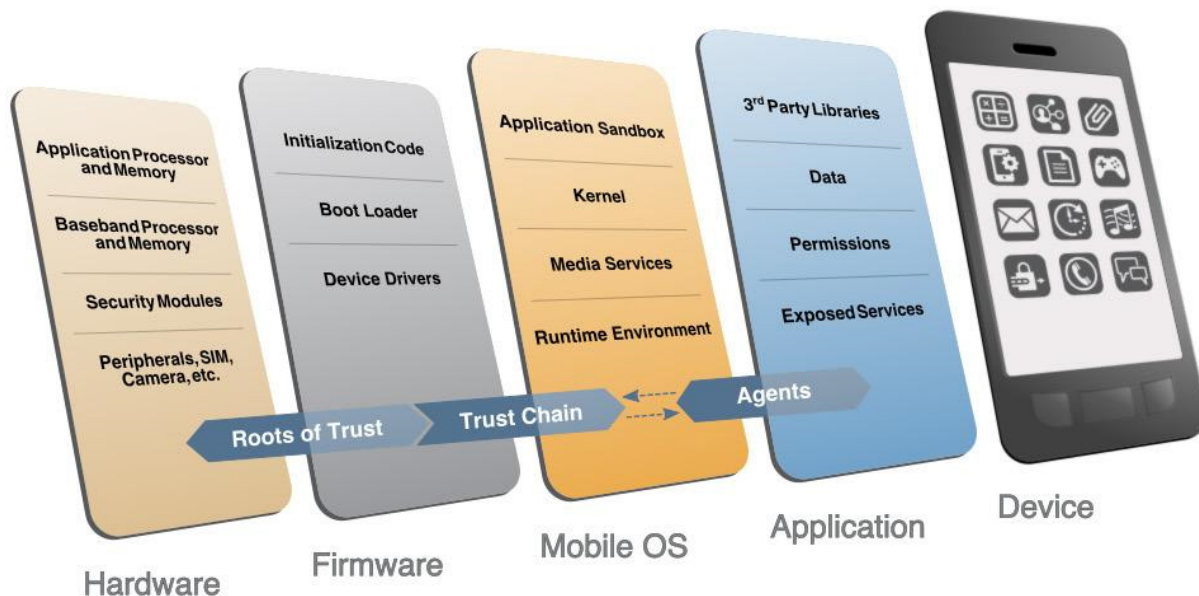 Application Processor
and Memory
Baseband Processor
and Memory
Security Modules
Peripherals, SIM,
Camera, etc.
Hardware
Initialization Code
Boot Loader
Device Drivers
Firmware
Application Sandbox
Kernel
Media Services
Runtime Environment
Mobile OS
3rd Party Libraries
Data
Permissions
Exposed Services
Application
Roots of Trust
Trust Chain
Agents
Device